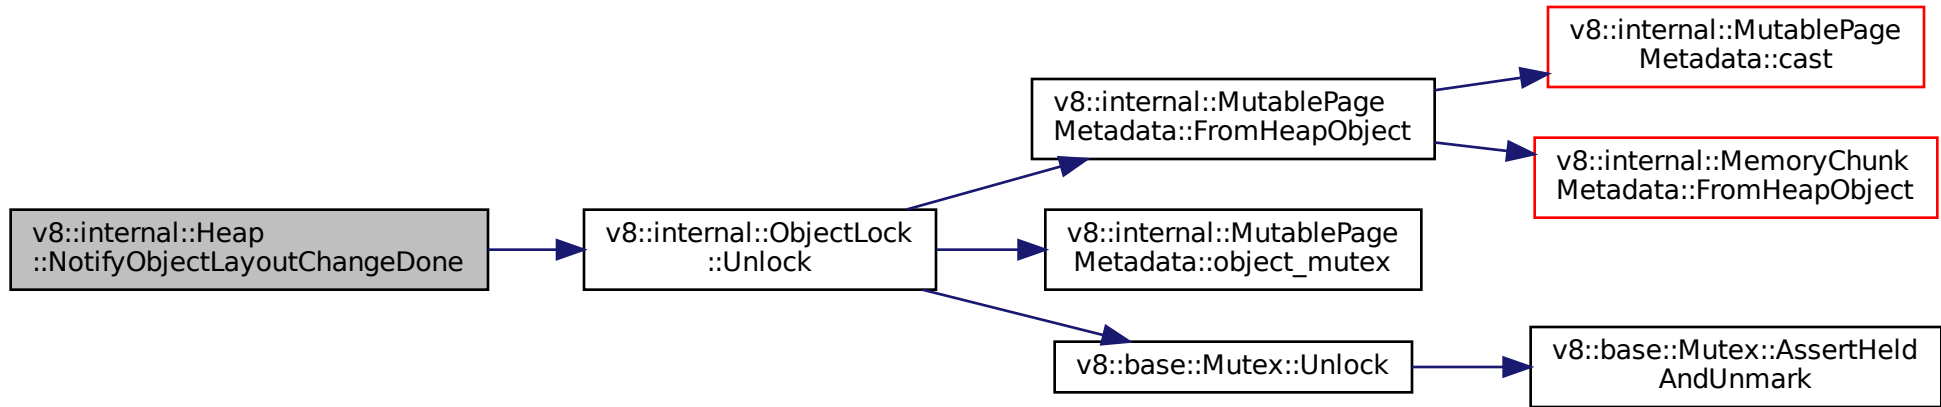 v8::internal::Heap
::NotifyObjectLayoutChangeDone
v8::internal::ObjectLock
::Unlock
v8::internal::MutablePage
Metadata::FromHeapObject
v8::internal::MutablePage
Metadata::cast
v8::internal::MemoryChunk
Metadata::FromHeapObject
v8::internal::MutablePage
Metadata::object_mutex
v8::base::Mutex::Unlock
v8::base::Mutex::AssertHeld
AndUnmark